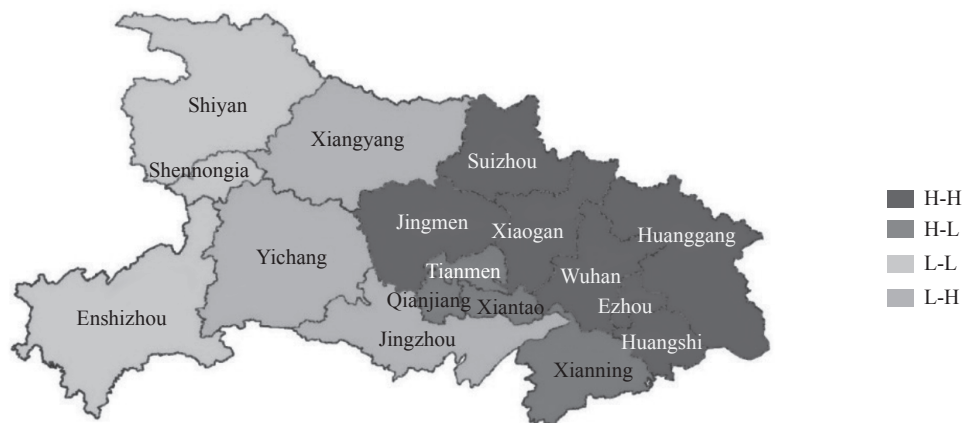 Shiyan
Xiangyang
Shennongia
Suizhou
Jingmen
Xiaogan
Huanggang
Yichang
Tianmen
Wuhan
Qianjiang
Xiantao
Ezhou
Enshizhou
Jingzhou
Huangshi
Xianning
H-H
H-L
L-L
L-H